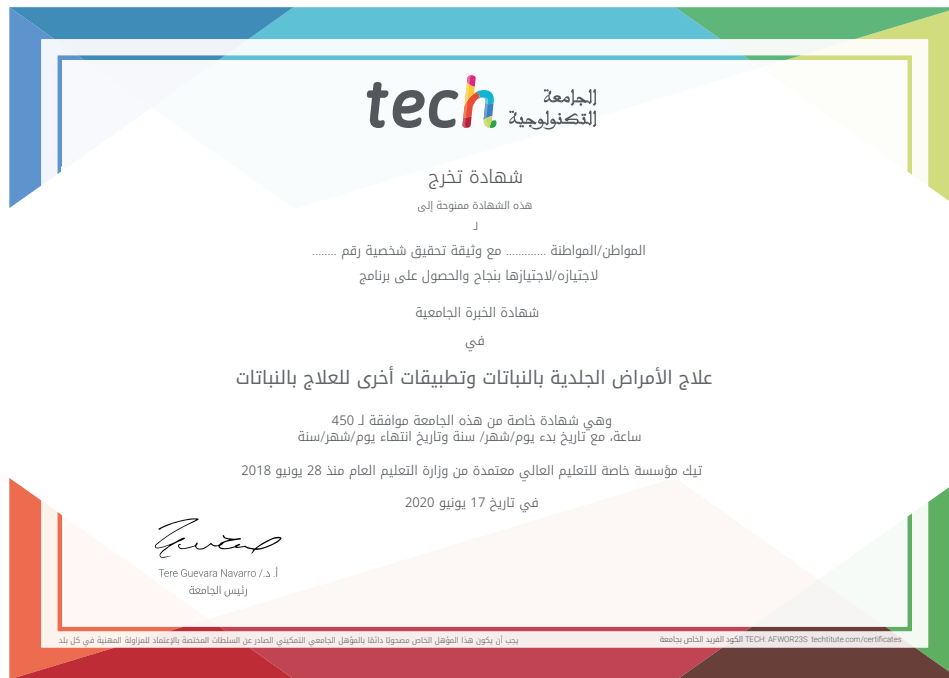 tech الجامعة
التكنولوجية
شهادة تخرج
هذه الشهادة ممنوحة إلى
لـ
المواطن/المواطنة ............. مع وثيقة تحقيق شخصية رقم ........
لاجتيازه/لاجتيازها بنجاح والحصول على برنامج
شهادة الخبرة الجامعية
في
علاج الأمراض الجلدية بالنباتات وتطبيقات أخرى للعلاج بالنباتات
وهي شهادة خاصة من هذه الجامعة موافقة لـ 450
ساعة، مع تاريخ بدء يوم/شهر/ سنة وتاريخ انتهاء يوم/شهر/سنة
تيك مؤسسة خاصة للتعليم العالي معتمدة من وزارة التعليم العام منذ 28 يونيو 2018
في تاريخ 17 يونيو 2020
أ. د./ Tere Guevara Navarro
رئيس الجامعة
يجب أن يكون هذا المؤهل الخاص مصحوبًا دائمًا بالمؤهل الجامعي التمكيني الصادر عن السلطات المختصة بالإعتماد للمزاولة المهنية في كل بلد
الكود الفريد الخاص بجامعة TECH: AFWOR23S techtitute.com/certificates